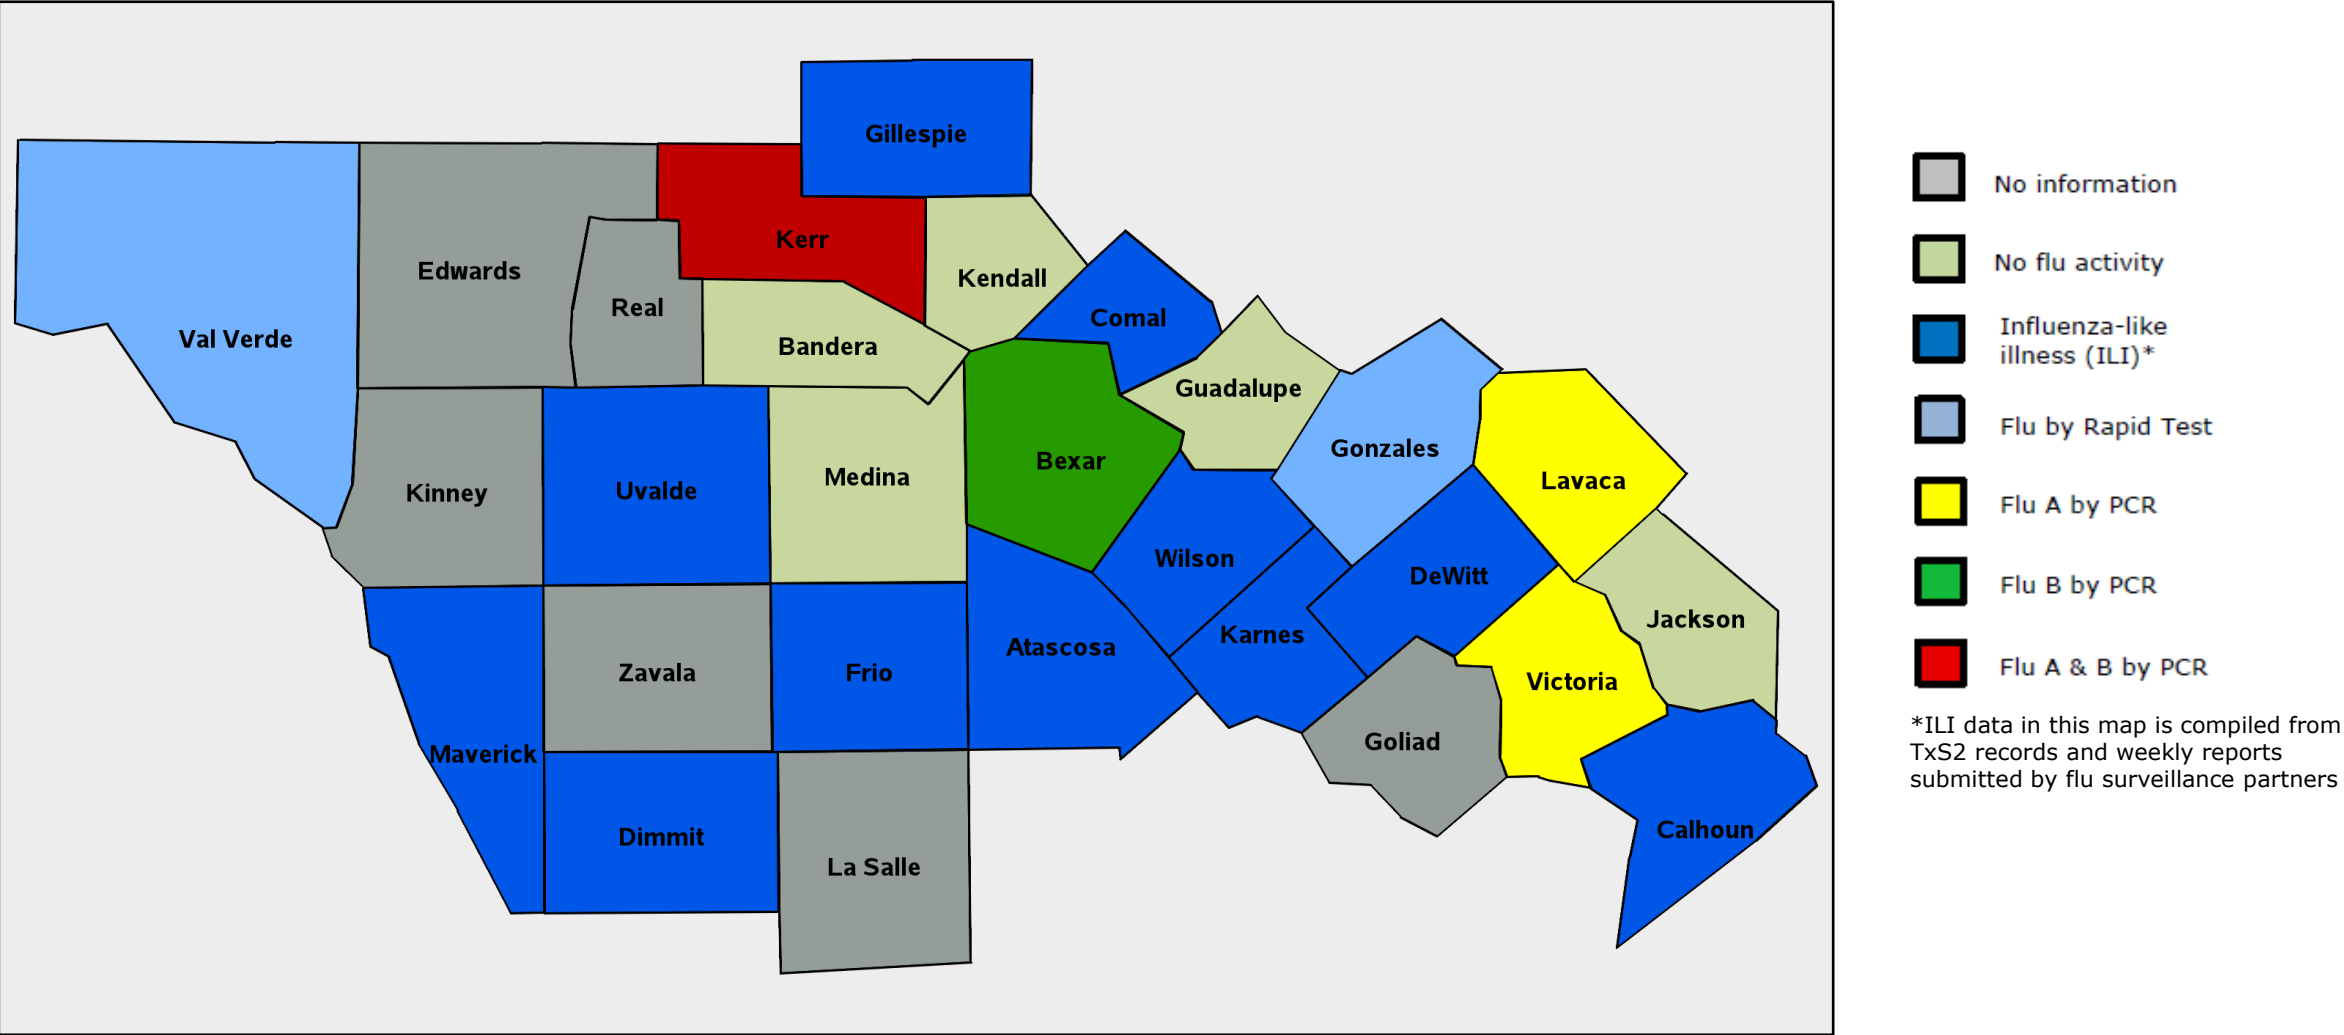 Gillespie
Kerr
Edwards
Kendall
Real
Comal
Val Verde
Bandera
Guadalupe
Gonzales
Bexar
Medina
Lavaca
Kinney
Uvalde
Wilson
DeWitt
Jackson
Karnes
Atascosa
Zavala
Frio
Victoria
Goliad
Maverick
Calhoun
Dimmit
La Salle
No information
No flu activity
Influenza-like
illness (ILI)*
Flu by Rapid Test
Flu A by PCR
Flu B by PCR
Flu A & B by PCR
*ILI data in this map is compiled from
TxS2 records and weekly reports
submitted by flu surveillance partners